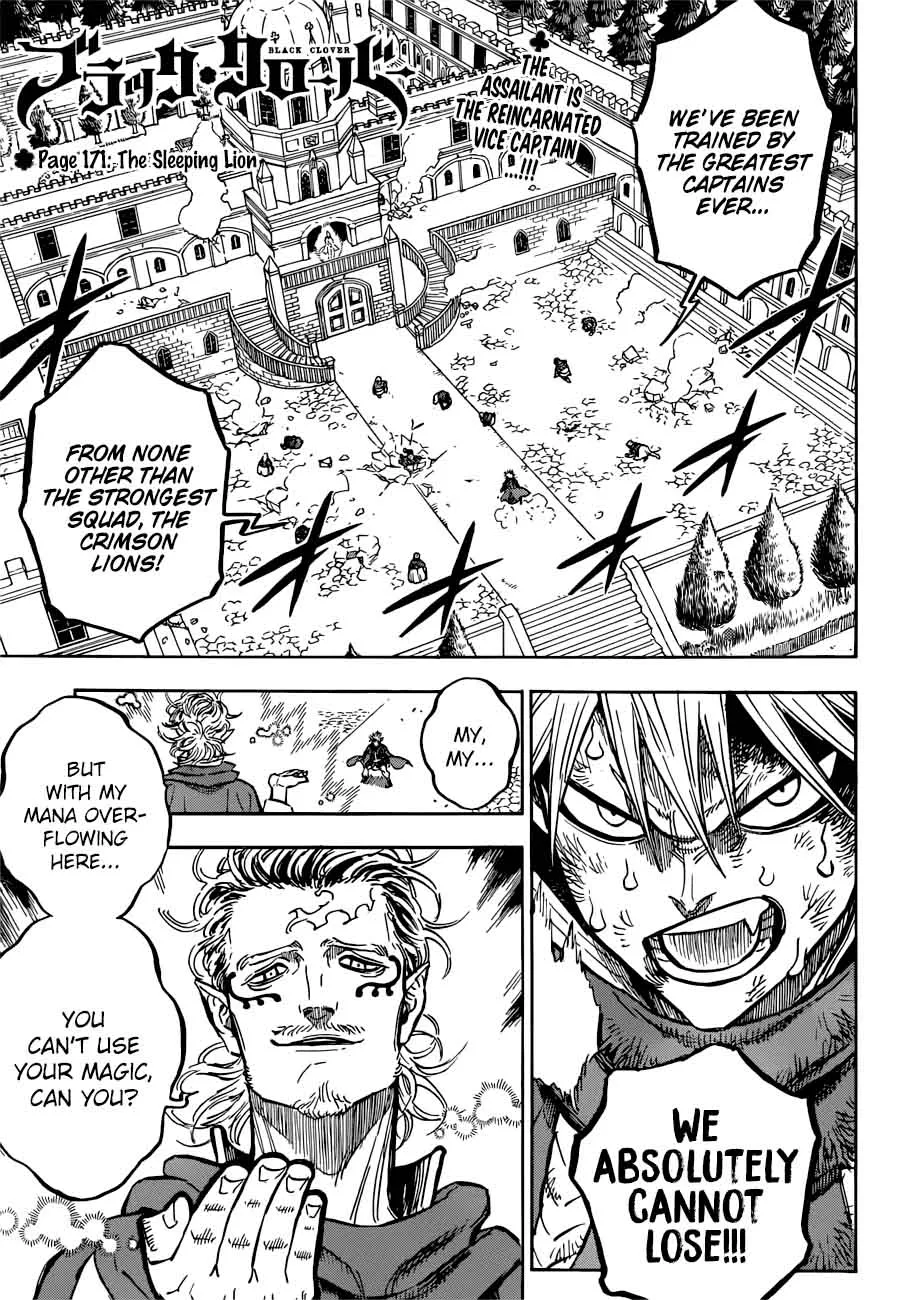 BLACK CLOVER
ブラッククローバー
Page 171: The Sleeping Lion
THE
ASSAILANT IS
THE REINCARNATED
VICE CAPTAIN
...!!!
WE'VE BEEN
TRAINED BY
THE GREATEST
CAPTAINS
EVER...
FROM NONE
OTHER THAN
THE STRONGEST
SQUAD, THE
CRIMSON
LIONS!
WE
ABSOLUTELY
CANNOT
LOSE!!!
MY,
MY...
BUT
WITH MY
MANA OVER-
FLOWING
HERE...
YOU
CAN'T USE
YOUR MAGIC,
CAN YOU?